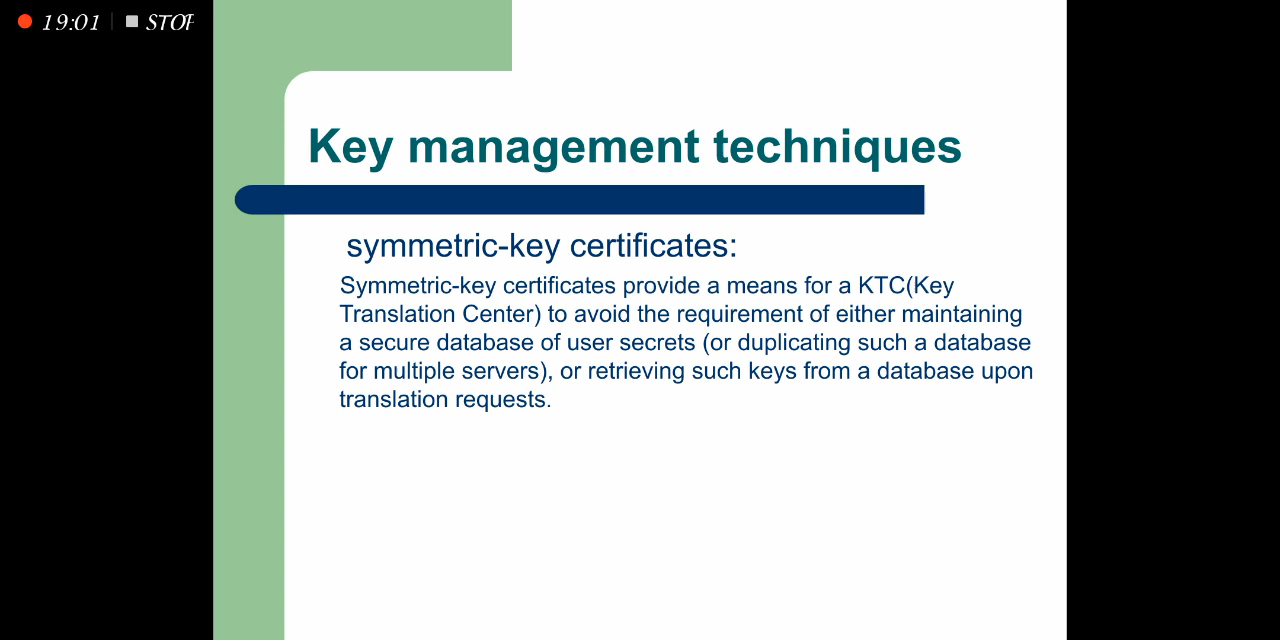 19:01 STOP
Key management techniques
symmetric-key certificates:
Symmetric-key certificates provide a means for a KTC(Key
Translation Center) to avoid the requirement of either maintaining
a secure database of user secrets (or duplicating such a database
for multiple servers), or retrieving such keys from a database upon
translation requests.